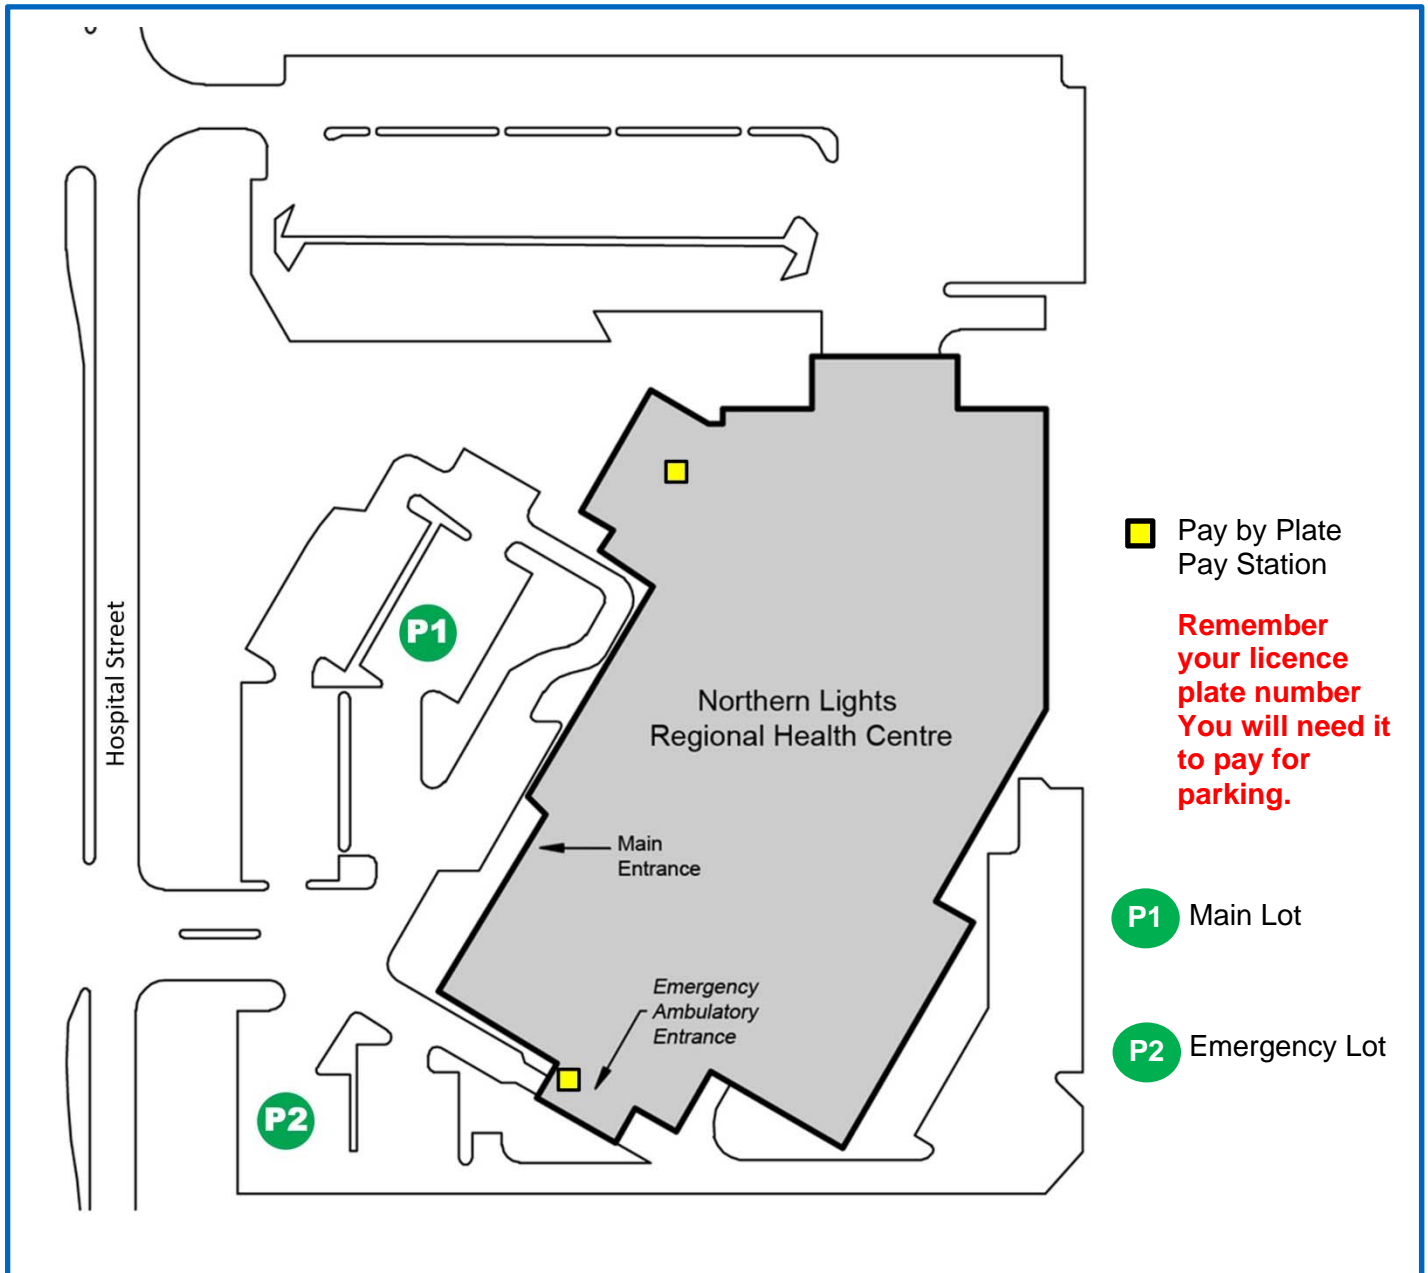 Hospital Street
P1
Northern Lights
Regional Health Centre
Main
Entrance
Emergency
Ambulatory
Entrance
P2
Pay by Plate
Pay Station
Remember
your licence
plate number
You will need it
to pay for
parking.
P1 Main Lot
P2 Emergency Lot